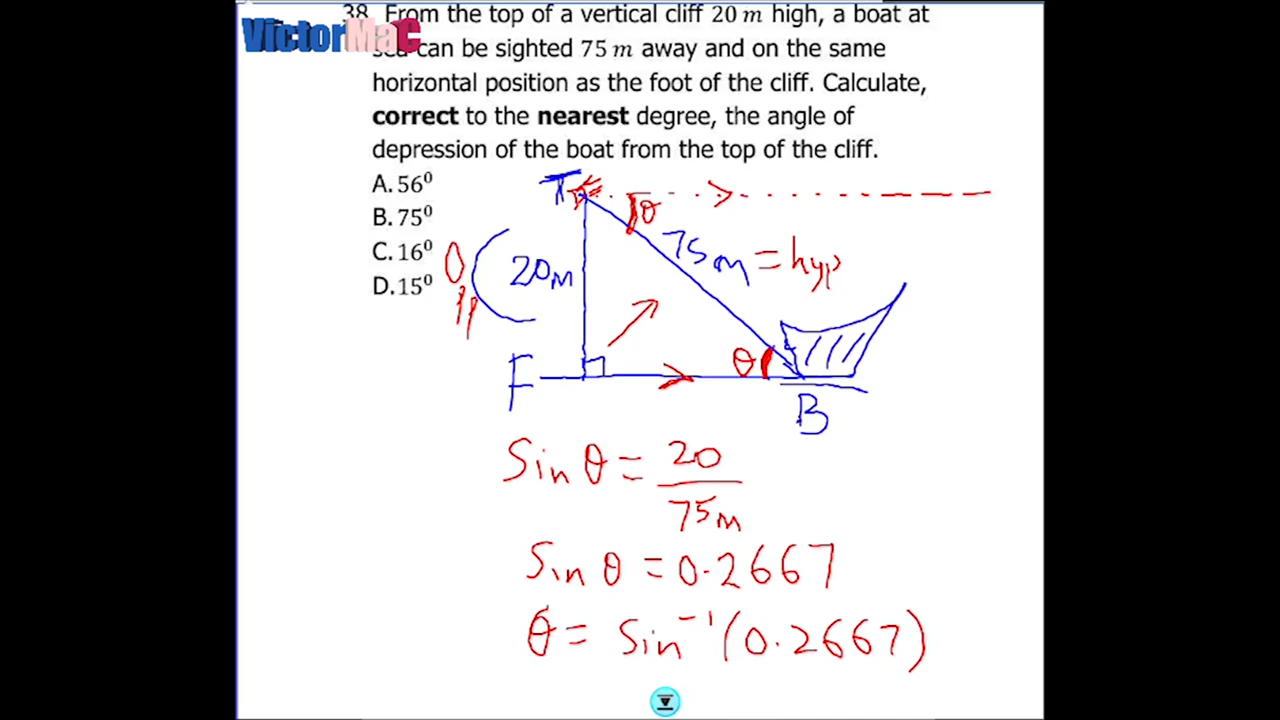 38. From the top of a vertical cliff 20 m high, a boat at
VictorMaC
sea can be sighted 75 m away and on the same
horizontal position as the foot of the cliff. Calculate,
correct to the nearest degree, the angle of
depression of the boat from the top of the cliff.
A. 56⁰
B. 75⁰
C. 16⁰
D. 15⁰
T
θ
75m = hyp
Opp
20m
F
θ
B
Sin θ = 20/75m
Sin θ = 0.2667
θ = Sin⁻¹(0.2667)